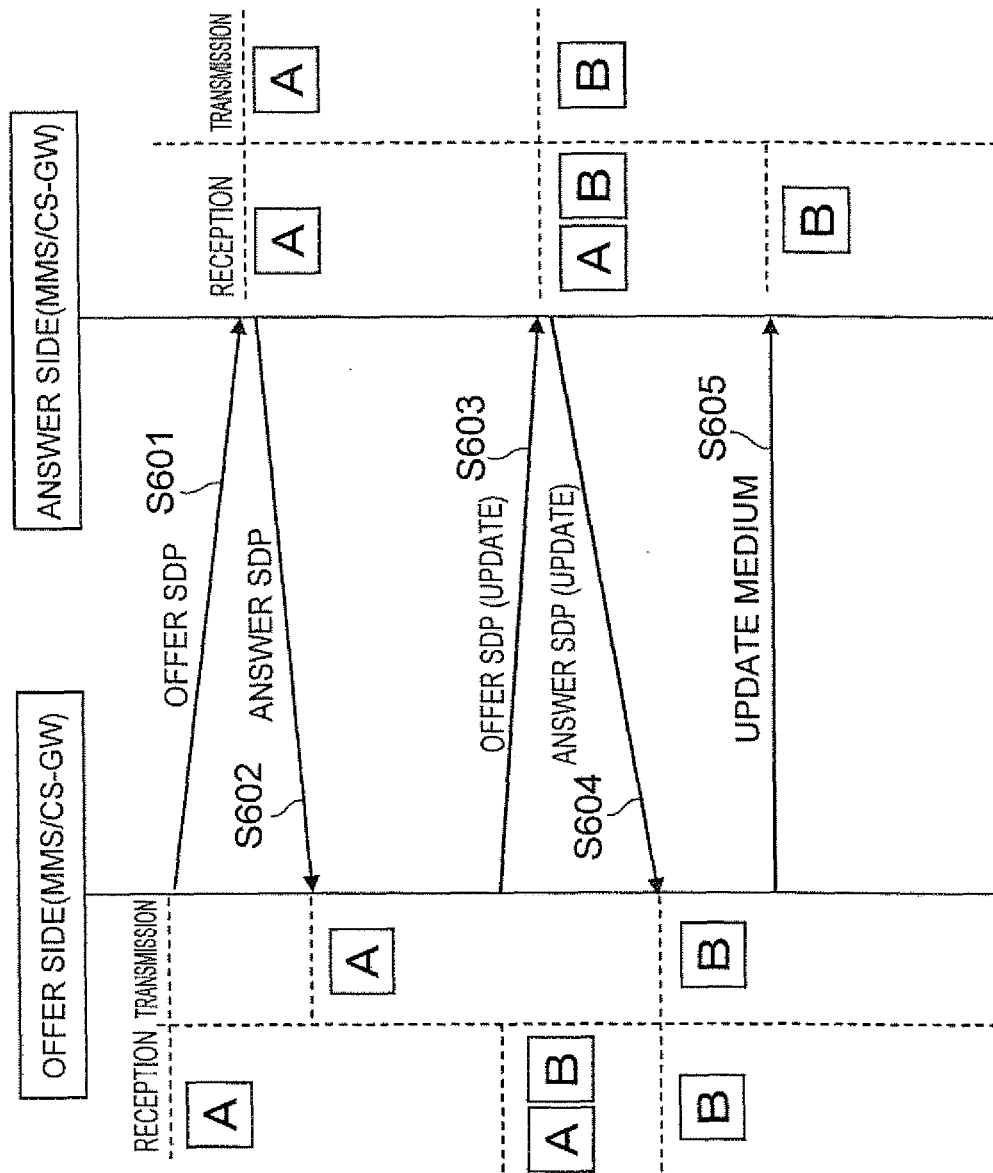 OFFER SIDE(MMS/CS-GW)
ANSWER SIDE(MMS/CS-GW)
RECEPTION
TRANSMISSION
RECEPTION
TRANSMISSION
A
OFFER SDP
S601
A
A
ANSWER SDP
S602
A
A
B
OFFER SDP (UPDATE)
S603
A
B
B
ANSWER SDP (UPDATE)
S604
B
B
UPDATE MEDIUM
S605
B